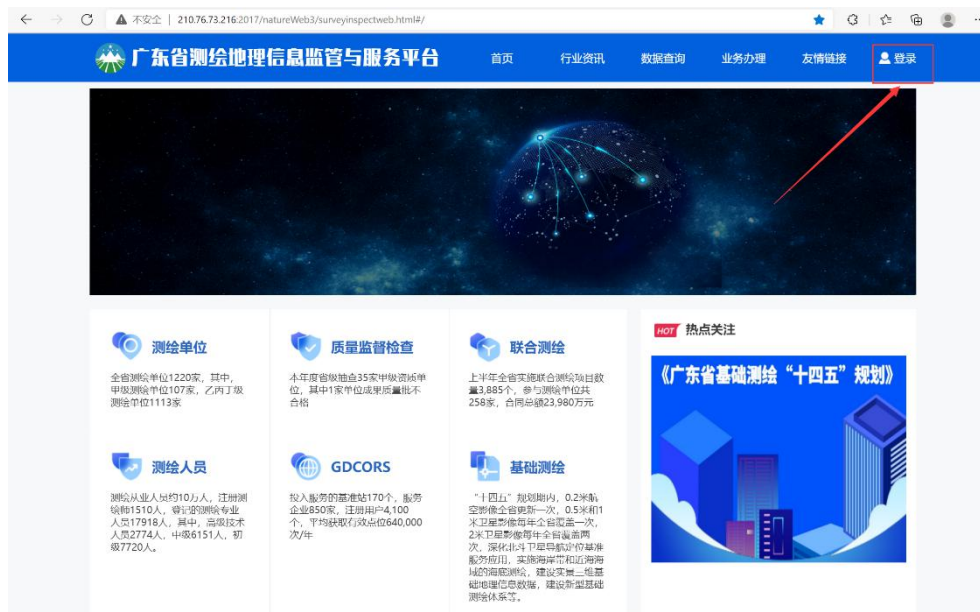 不安全 | 210.76.73.216:2017/natureWeb3/surveyinspectweb.html#/
广东省测绘地理信息监管与服务平台
首页 行业资讯 数据查询 业务办理 友情链接 登录
测绘单位
全省测绘单位1220家，其中，
甲级测绘单位107家，乙丙丁级
测绘单位1113家
质量监督检查
本年度省级抽查35家甲级资质单
位，其中1家单位成果质量批不
合格
联合测绘
上半年全省实施联合测绘项目数
量3,885个，参与测绘单位共
258家，合同总额23,980万元
HOT 热点关注
《广东省基础测绘“十四五”规划》
测绘人员
测绘从业人员约10万人，注册测
绘师1510人，登记的测绘专业
人员17918人，其中，高级技术
人员2774人，中级6151人，初
级7720人。
GDCORS
投入服务的基准站170个，服务
企业850家，注册用户4,100
个，平均获取有效点位640,000
次/年
基础测绘
“十四五”规划期内，0.2米航
空影像全省更新一次，0.5米和1
米卫星影像每年全省覆盖一次，
2米卫星影像每年全省覆盖两
次，深化北斗卫星导航定位基准
服务应用，实施海岸带和近海海
域的海底测绘，建设实景三维基
础地理信息数据，建设新型基础
测绘体系等。